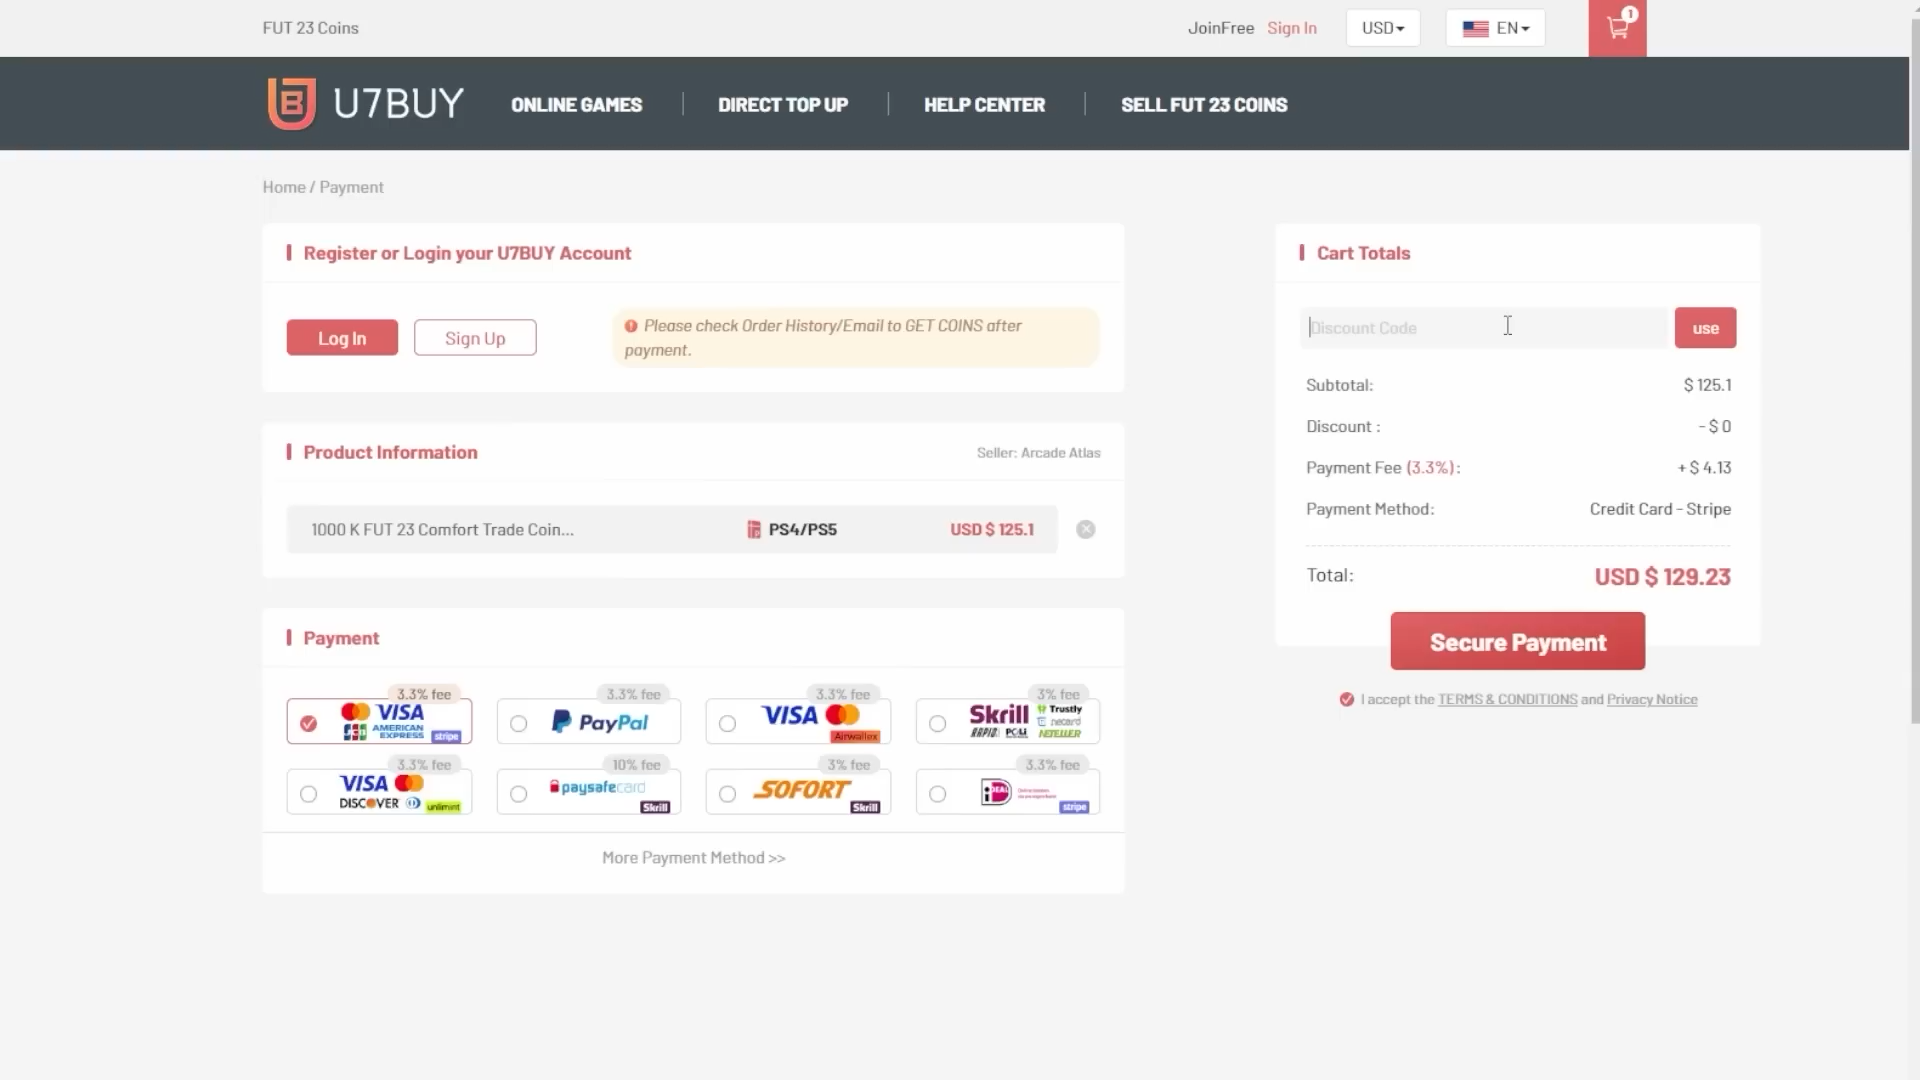 FUT 23 Coins
JoinFree Sign In USD EN 1
U7BUY ONLINE GAMES DIRECT TOP UP HELP CENTER SELL FUT 23 COINS
Home / Payment
Register or Login your U7BUY Account
Log In Sign Up
Please check Order History/Email to GET COINS after
payment.
Product Information Seller: Arcade Atlas
1000 K FUT 23 Comfort Trade Coin... PS4/PS5 USD $ 125.1
Payment
3.3% fee 3.3% fee 3.3% fee 3% fee
VISA JCB AMERICAN EXPRESS stripe
PayPal
VISA Airwallex
Skrill Trustly RAPID POLi NETELLER
3.3% fee 10% fee 3% fee 3.3% fee
VISA DISCOVER unlimint
paysafecard Skrill
SOFORT Skrill
iDEAL stripe
More Payment Method >>
Cart Totals
Discount Code use
Subtotal: $ 125.1
Discount : - $ 0
Payment Fee (3.3%) : + $ 4.13
Payment Method: Credit Card - Stripe
Total: USD $ 129.23
Secure Payment
I accept the TERMS & CONDITIONS and Privacy Notice